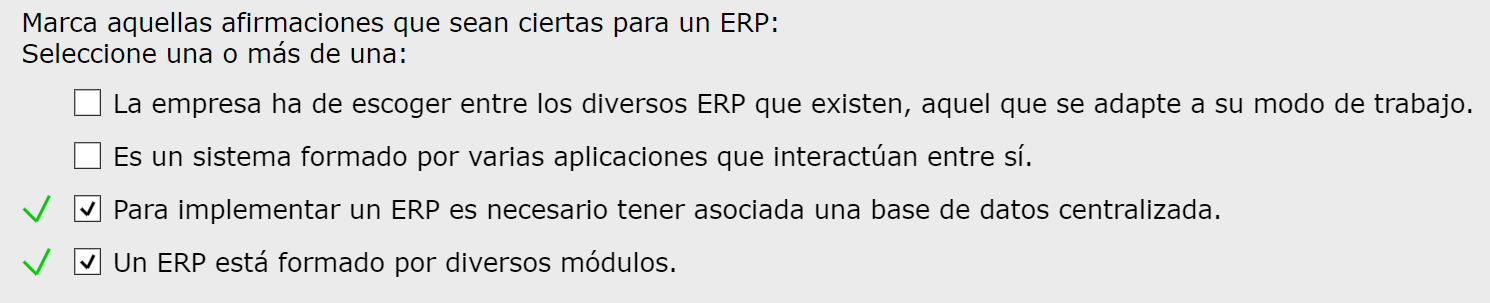 Marca aquellas afirmaciones que sean ciertas para un ERP:
Seleccione una o más de una:
La empresa ha de escoger entre los diversos ERP que existen, aquel que se adapte a su modo de trabajo.
Es un sistema formado por varias aplicaciones que interactúan entre sí.
Para implementar un ERP es necesario tener asociada una base de datos centralizada.
Un ERP está formado por diversos módulos.